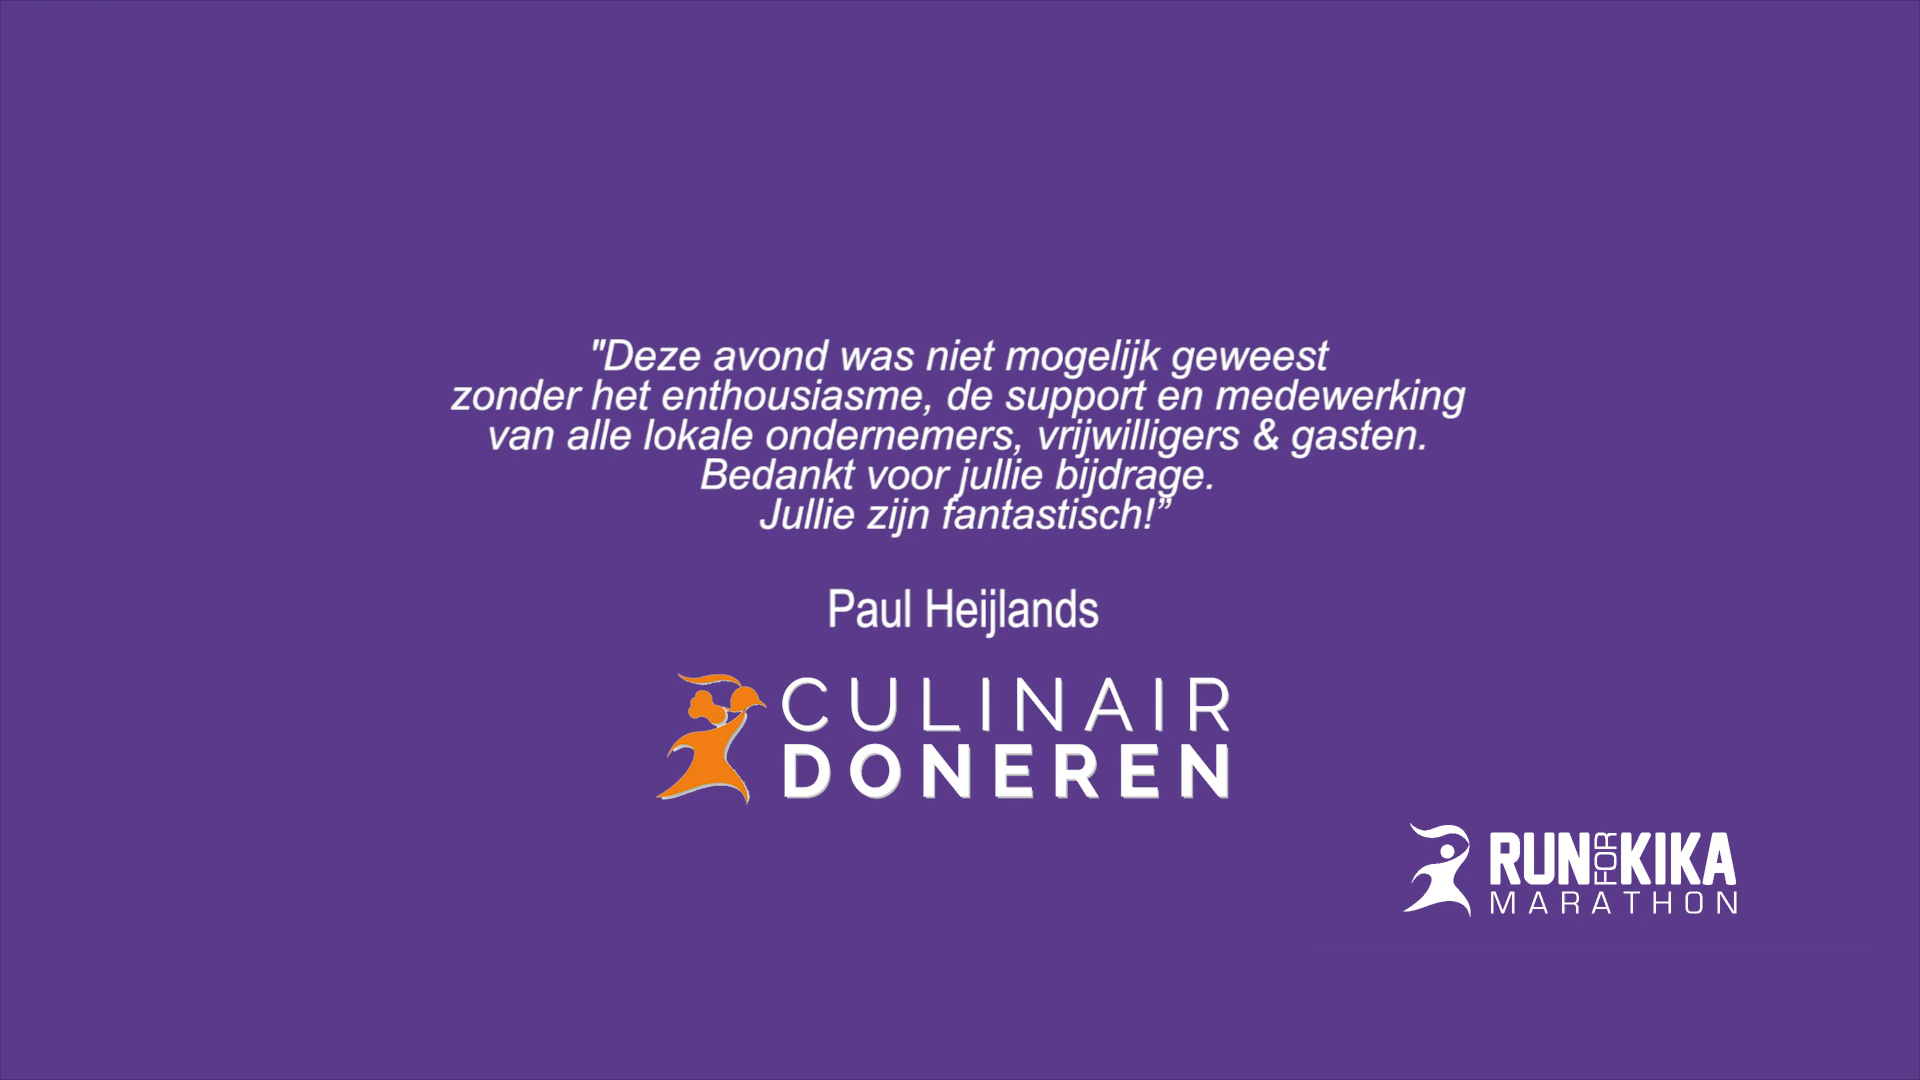 "Deze avond was niet mogelijk geweest
zonder het enthousiasme, de support en medewerking
van alle lokale ondernemers, vrijwilligers & gasten.
Bedankt voor jullie bijdrage.
Jullie zijn fantastisch!”
Paul Heijlands
CULINAIR
DONEREN
RUN FOR KIKA
MARATHON